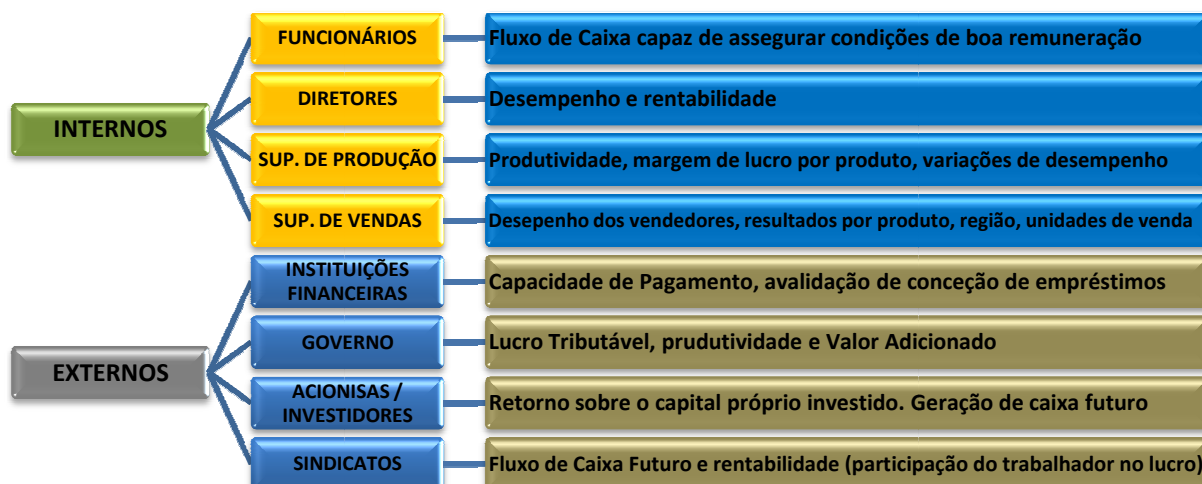 INTERNOS
FUNCIONÁRIOS
Fluxo de Caixa capaz de assegurar condições de boa remuneração
DIRETORES
Desempenho e rentabilidade
SUP. DE PRODUÇÃO
Produtividade, margem de lucro por produto, variações de desempenho
SUP. DE VENDAS
Desepenho dos vendedores, resultados por produto, região, unidades de venda
EXTERNOS
INSTITUIÇÕES
FINANCEIRAS
Capacidade de Pagamento, avalidação de conceção de empréstimos
GOVERNO
Lucro Tributável, prudutividade e Valor Adicionado
ACIONISAS /
INVESTIDORES
Retorno sobre o capital próprio investido. Geração de caixa futuro
SINDICATOS
Fluxo de Caixa Futuro e rentabilidade (participação do trabalhador no lucro)